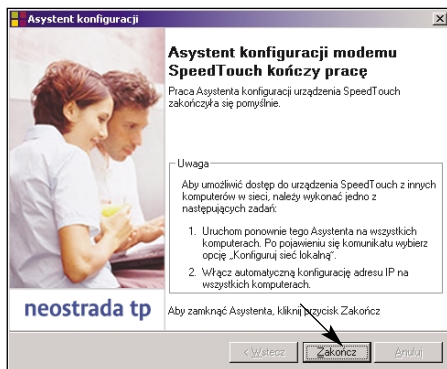 Asystent konfiguracji
Asystent konfiguracji modemu
SpeedTouch kończy pracę
Praca Asystenta konfiguracji urządzenia SpeedTouch
zakończyła się pomyślnie.
Uwaga
Aby umożliwić dostęp do urządzenia SpeedTouch z innych
komputerów w sieci, należy wykonać jedno z
następujących zadań:
1. Uruchom ponownie tego Asystenta na wszystkich
komputerach. Po pojawieniu się komunikatu wybierz
opcję „Konfiguruj sieć lokalną".
2. Włącz automatyczną konfigurację adresu IP na
wszystkich komputerach.
neostrada tp
Aby zamknąć Asystenta, kliknij przycisk Zakończ
< Wstecz Zakończ Anuluj